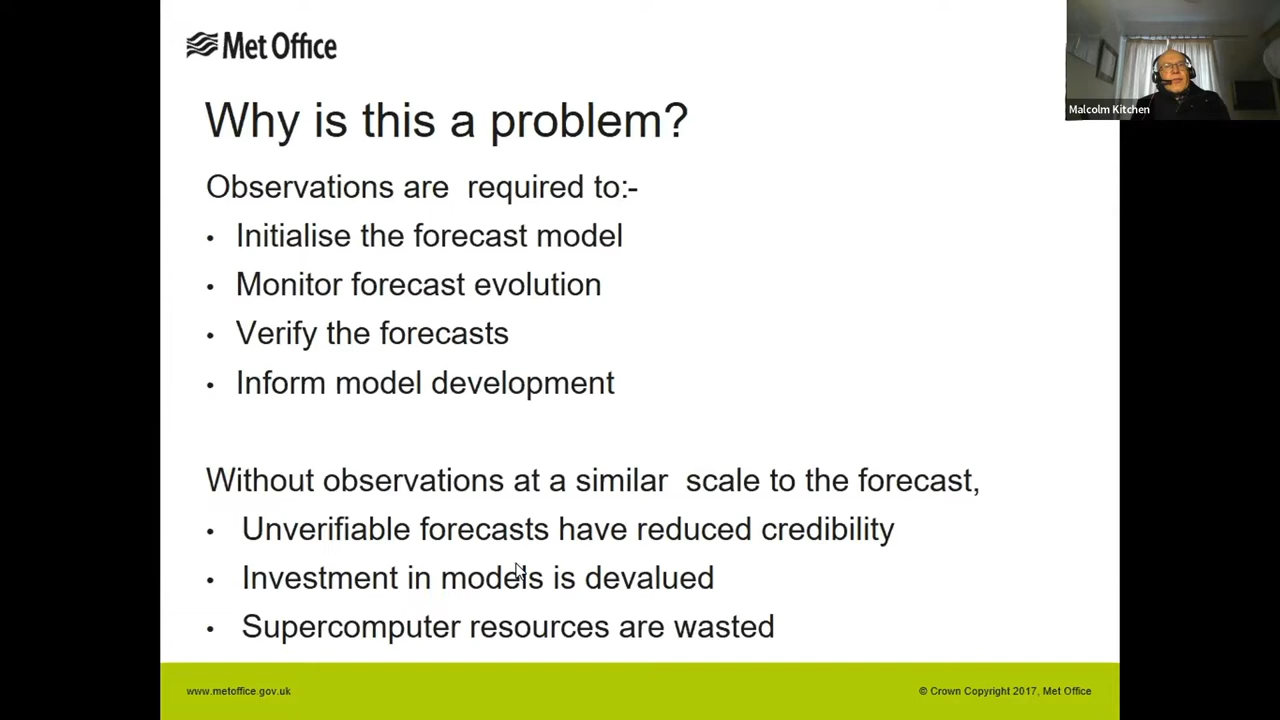 Met Office
Malcolm Kitchen
Why is this a problem?
Observations are  required to:-
• Initialise the forecast model
• Monitor forecast evolution
• Verify the forecasts
• Inform model development
Without observations at a similar  scale to the forecast,
• Unverifiable forecasts have reduced credibility
• Investment in models is devalued
• Supercomputer resources are wasted
www.metoffice.gov.uk
© Crown Copyright 2017, Met Office